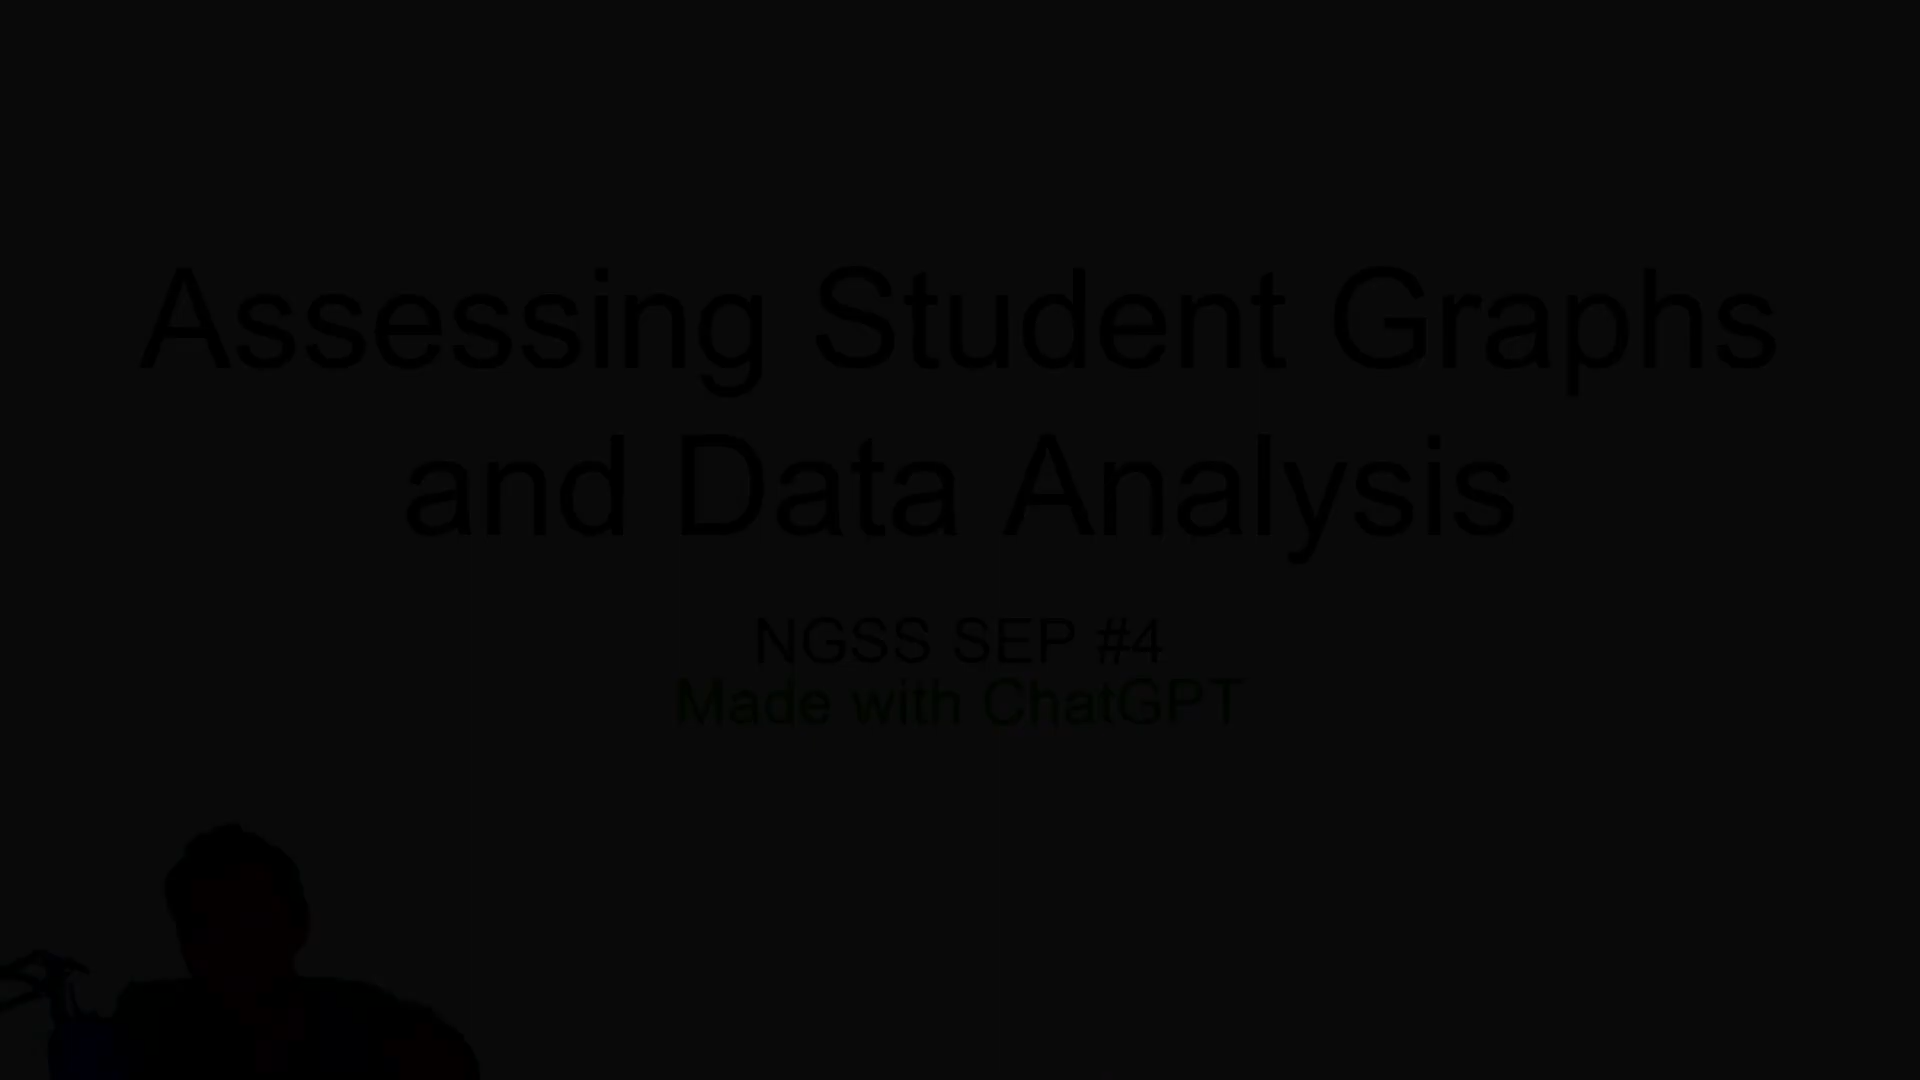 Assessing Student Graphs
and Data Analysis
NGSS SEP #4
Made with ChatGPT